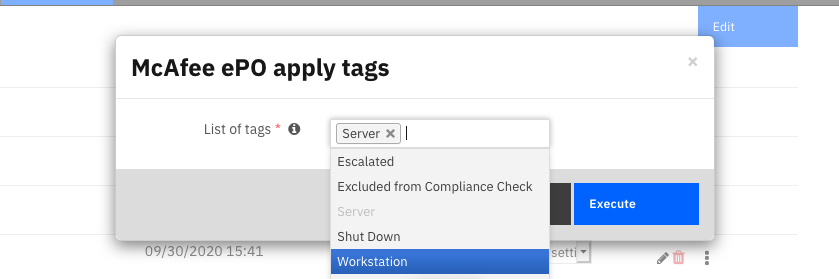 Edit
McAfee ePO apply tags
×
List of tags *
Server ×
Escalated
Excluded from Compliance Check
Server
Shut Down
Workstation
Execute
09/30/2020 15:41
setti